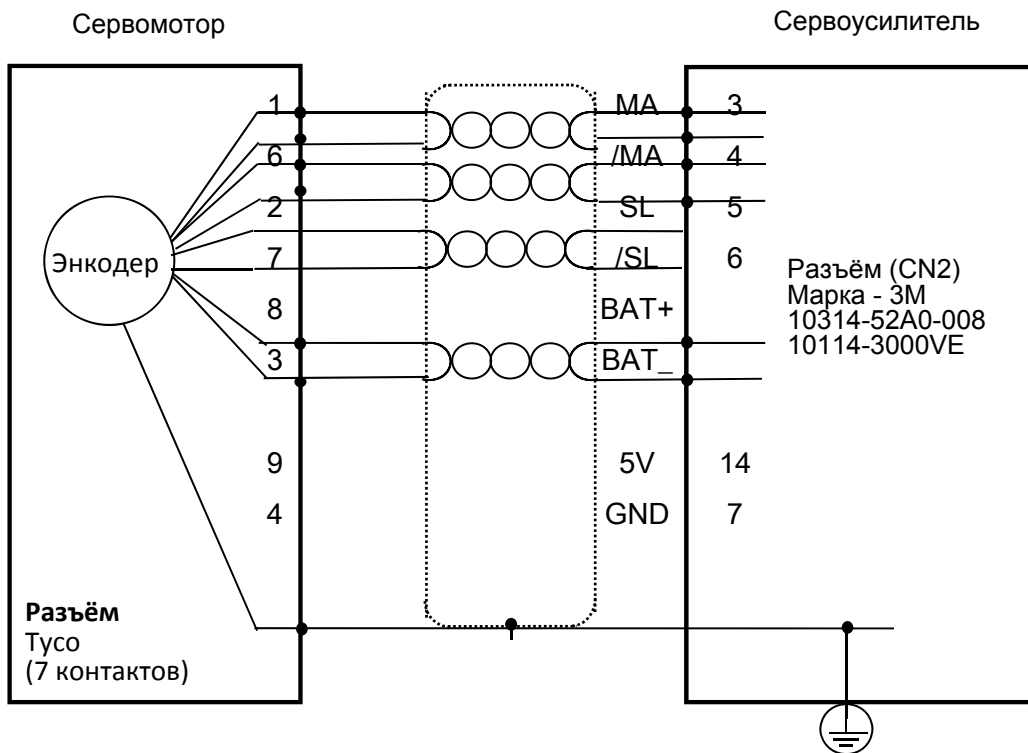 Сервомотор
Сервоусилитель
1 MA 3
6 /MA 4
2 SL 5
7 /SL 6
Энкодер
8 BAT+
3 BAT_
Разъём (CN2)
Марка - 3M
10314-52A0-008
10114-3000VE
9 5V 14
4 GND 7
Разъём
Tyco
(7 контактов)